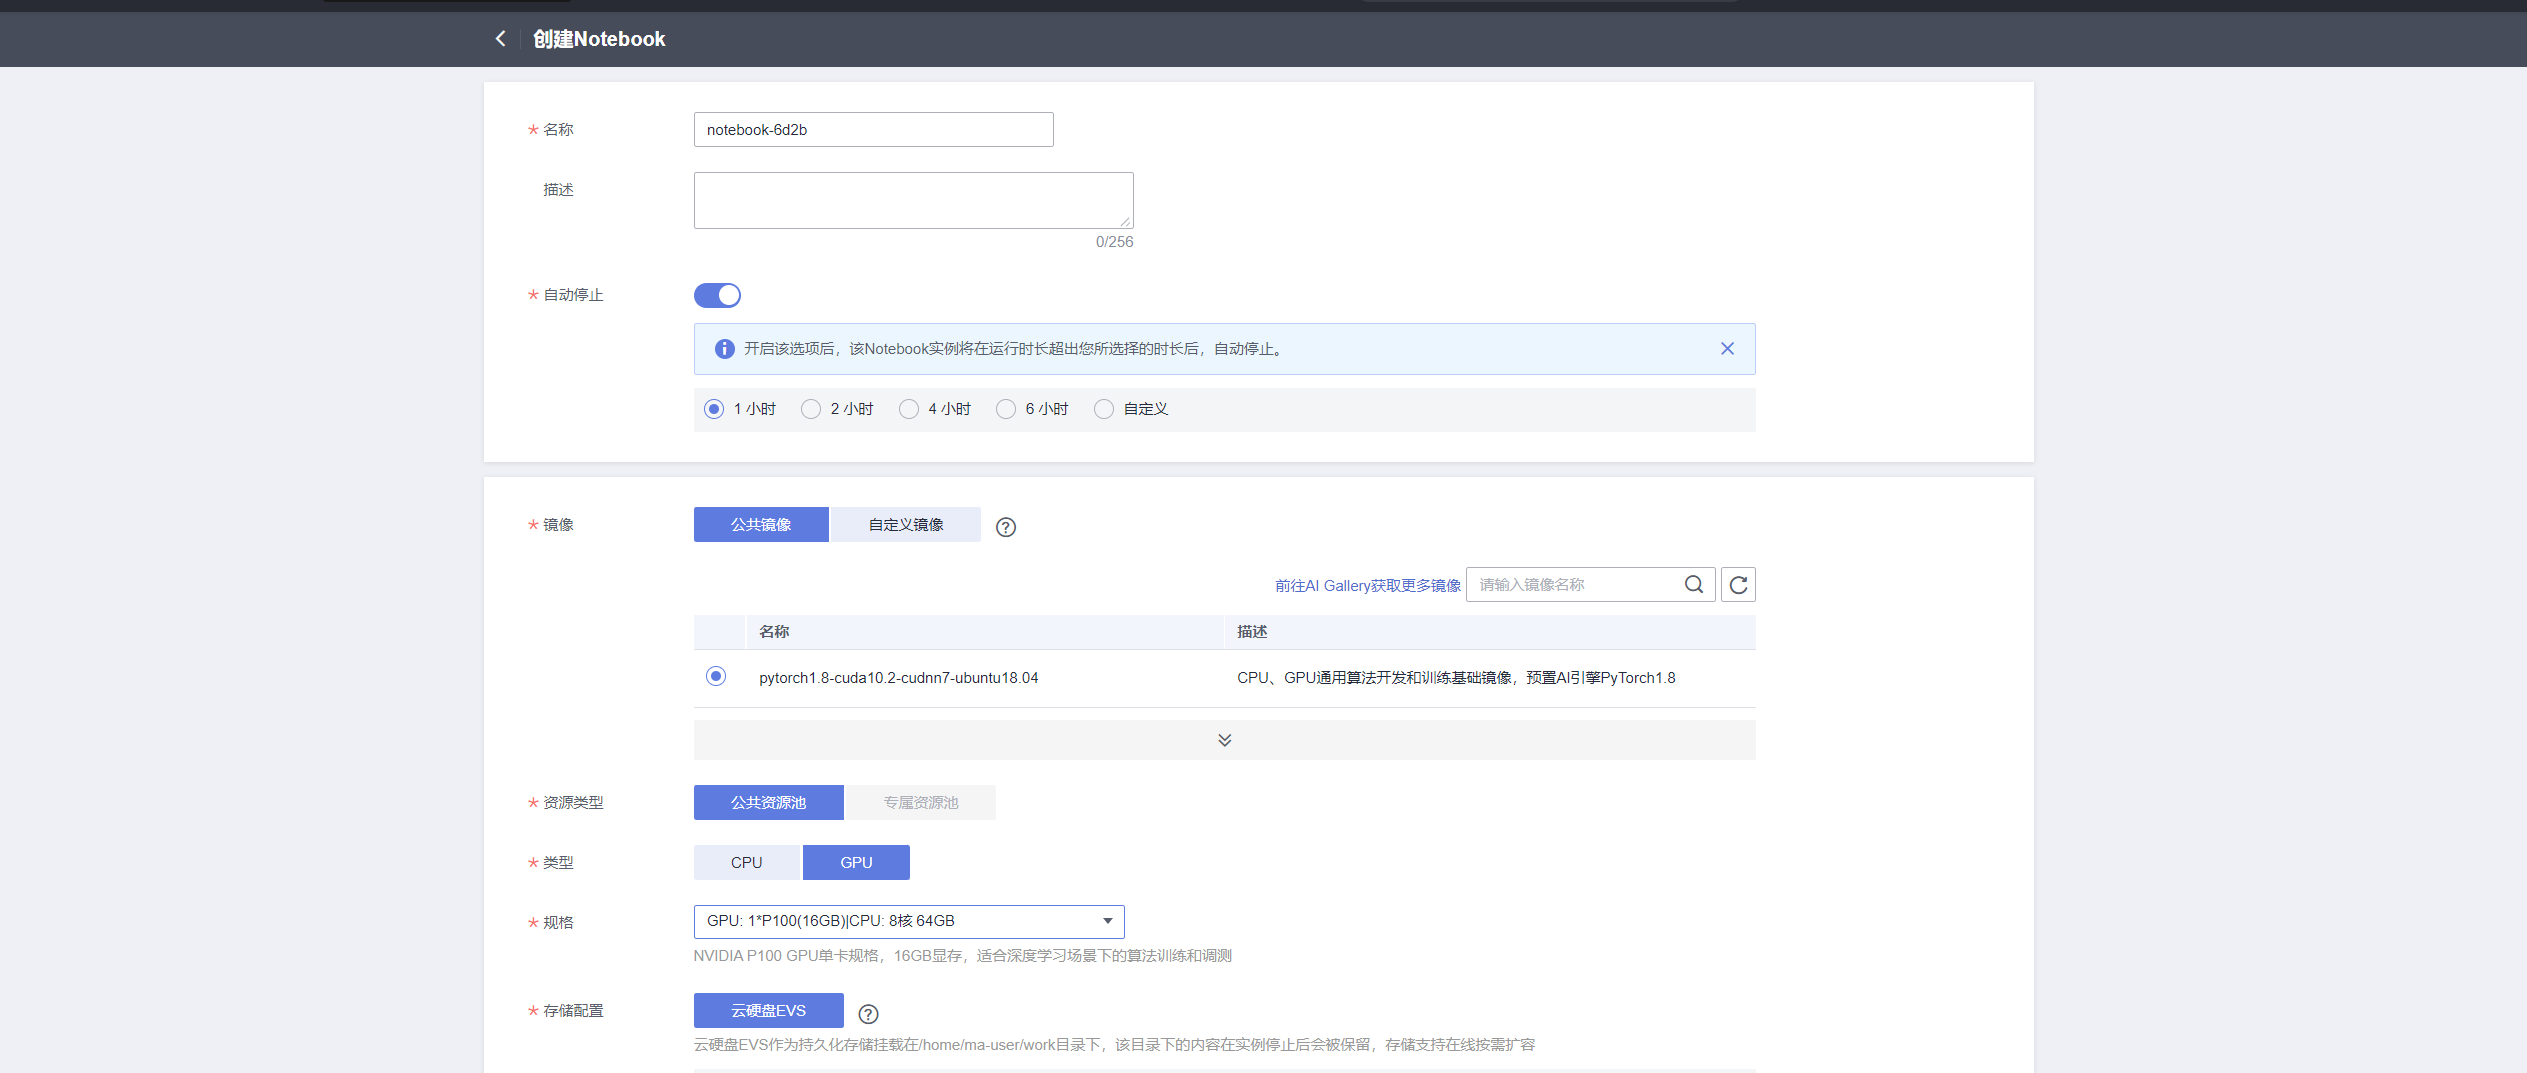 创建Notebook
* 名称
notebook-6d2b
描述
0/256
* 自动停止
开启该选项后，该Notebook实例将在运行时长超出您所选择的时长后，自动停止。
1 小时 2 小时 4 小时 6 小时 自定义
* 镜像
公共镜像 自定义镜像
前往AI Gallery获取更多镜像 请输入镜像名称
名称 描述
pytorch1.8-cuda10.2-cudnn7-ubuntu18.04 CPU、GPU通用算法开发和训练基础镜像，预置AI引擎PyTorch1.8
* 资源类型
公共资源池 专属资源池
* 类型
CPU GPU
* 规格
GPU: 1*P100(16GB)|CPU: 8核 64GB
NVIDIA P100 GPU单卡规格，16GB显存，适合深度学习场景下的算法训练和调测
* 存储配置
云硬盘EVS
云硬盘EVS作为持久化存储挂载在/home/ma-user/work目录下，该目录下的内容在实例停止后会被保留，存储支持在线按需扩容